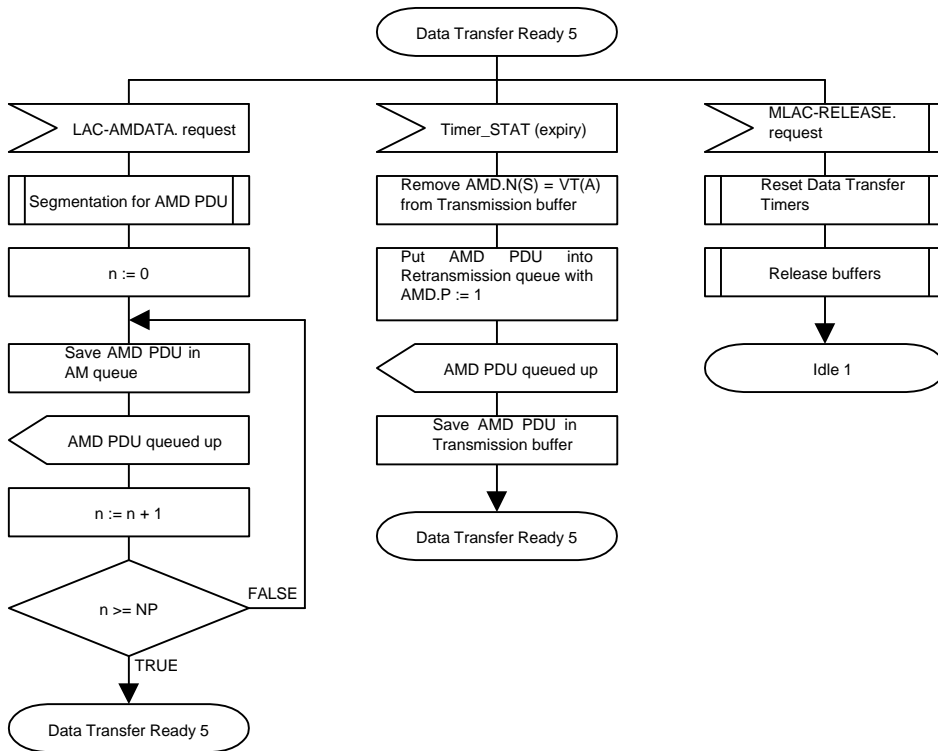 Data Transfer Ready 5
LAC-AMDATA. request
Segmentation for AMD PDU
n := 0
Save AMD PDU in
AM queue
AMD PDU queued up
n := n + 1
n >= NP
FALSE
TRUE
Data Transfer Ready 5
Timer_STAT (expiry)
Remove AMD.N(S) = VT(A)
from Transmission buffer
Put AMD PDU into
Retransmission queue with
AMD.P := 1
AMD PDU queued up
Save AMD PDU in
Transmission buffer
Data Transfer Ready 5
MLAC-RELEASE.
request
Reset Data Transfer
Timers
Release buffers
Idle 1